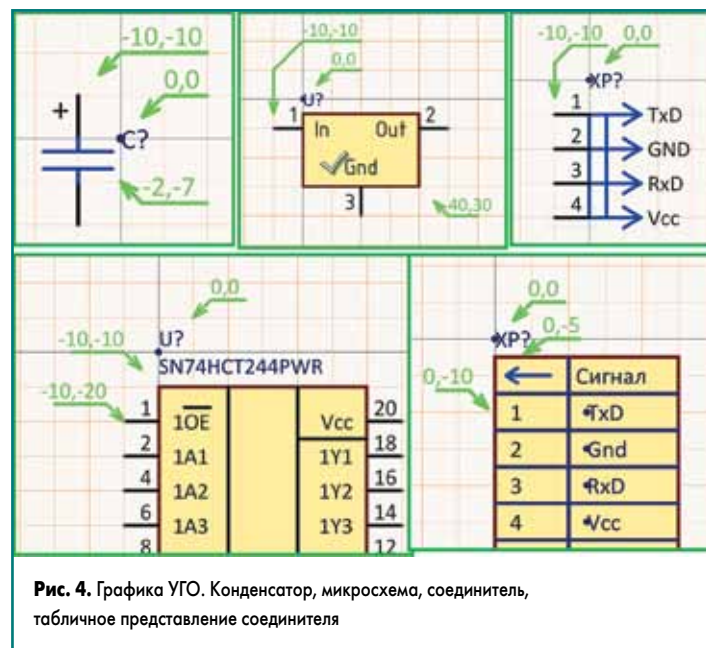 -10,-10
0,0
+
C?
-2,-7
-10,-10
0,0
U?
1 2
In Out
Gnd
3
40,30
-10,-10 0,0
XP?
1 TxD
2 GND
3 RxD
4 Vcc
0,0
-10,-10
U?
SN74HCT244PWR
-10,-20
1 1OE Vcc 20
2 1A1 1Y1 18
4 1A2 1Y2 16
6 1A3 1Y3 14
8 12
0,0
XP?
0,-5
0,-10
Сигнал
1 TxD
2 Gnd
3 RxD
4 Vcc
Рис. 4. Графика УГО. Конденсатор, микросхема, соединитель,
табличное представление соединителя